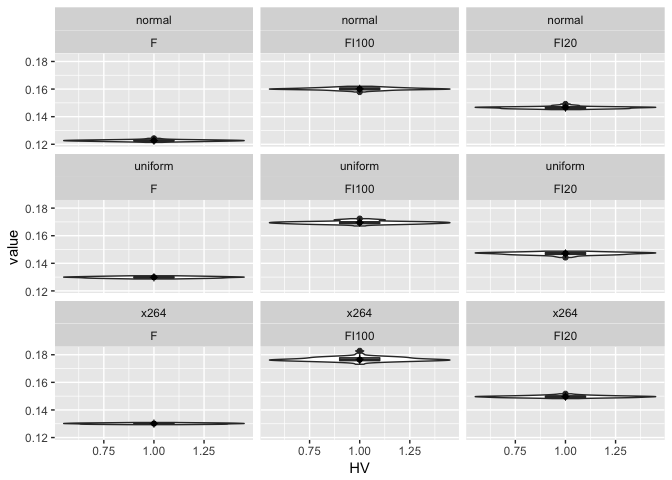 normal normal normal
F FI100 FI20
0.18
0.16
0.14
0.12
uniform uniform uniform
F FI100 FI20
0.18
0.16
0.14
0.12
value
x264 x264 x264
F FI100 FI20
0.18
0.16
0.14
0.12
0.75 1.00 1.25 0.75 1.00 1.25 0.75 1.00 1.25
HV